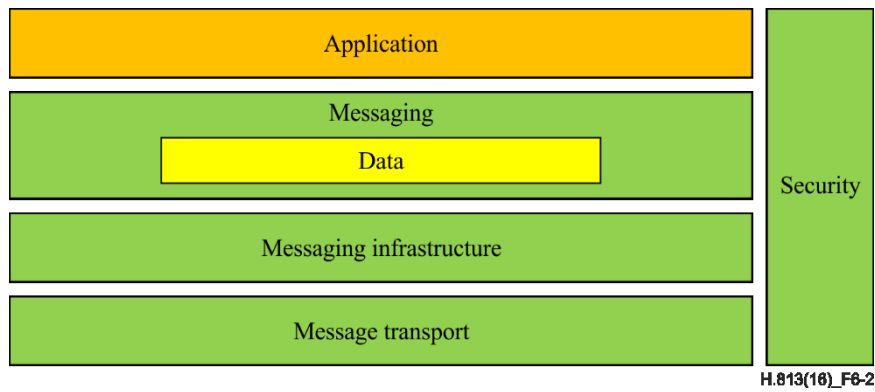 Application
Messaging
Data
Security
Messaging infrastructure
Message transport
H.813(16)_F6-2